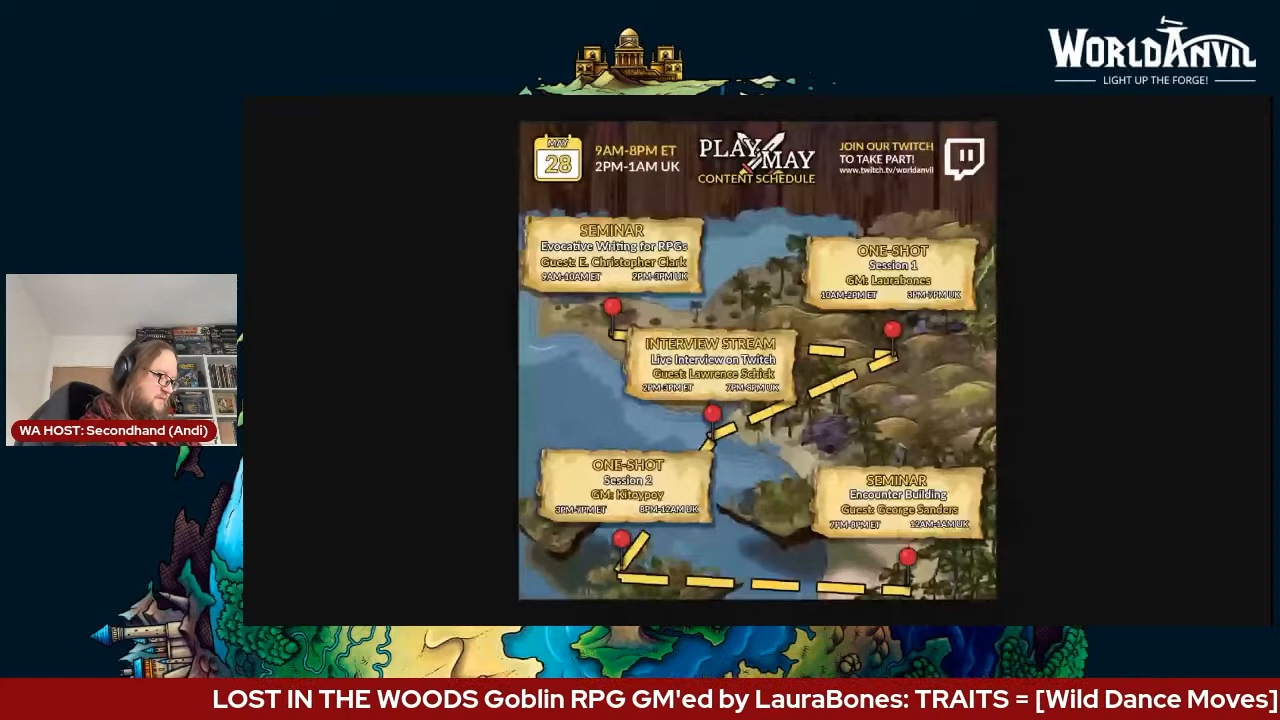 WORLDANVIL
LIGHT UP THE FORGE!
MAY
28
9AM-8PM ET
2PM-1AM UK
PLAY MAY
CONTENT SCHEDULE
JOIN OUR TWITCH
TO TAKE PART!
www.twitch.tv/worldanvil
SEMINAR
Evocative Writing for RPGs
Guest: E. Christopher Clark
9AM-10AM ET 2PM-3PM UK
ONE-SHOT
Session 1
GM: Laurabones
10AM-2PM ET 3PM-7PM UK
INTERVIEW STREAM
Live Interview on Twitch
Guest: Lawrence Schick
2PM-3PM ET 7PM-8PM UK
ONE-SHOT
Session 2
GM: Kitoypoy
3PM-7PM ET 8PM-12AM UK
SEMINAR
Encounter Building
Guest: George Sanders
7PM-8PM ET 12AM-1AM UK
WA HOST: Secondhand (Andi)
LOST IN THE WOODS Goblin RPG GM'ed by LauraBones: TRAITS = [Wild Dance Moves]